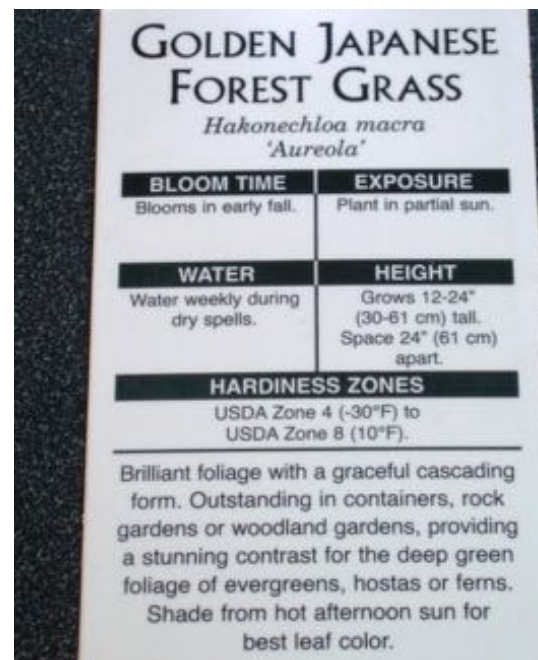 GOLDEN JAPANESE
FOREST GRASS
Hakonechloa macra
'Aureola'
BLOOM TIME
Blooms in early fall.
EXPOSURE
Plant in partial sun.
WATER
Water weekly during
dry spells.
HEIGHT
Grows 12-24"
(30-61 cm) tall.
Space 24" (61 cm)
apart.
HARDINESS ZONES
USDA Zone 4 (-30°F) to
USDA Zone 8 (10°F).
Brilliant foliage with a graceful cascading
form. Outstanding in containers, rock
gardens or woodland gardens, providing
a stunning contrast for the deep green
foliage of evergreens, hostas or ferns.
Shade from hot afternoon sun for
best leaf color.